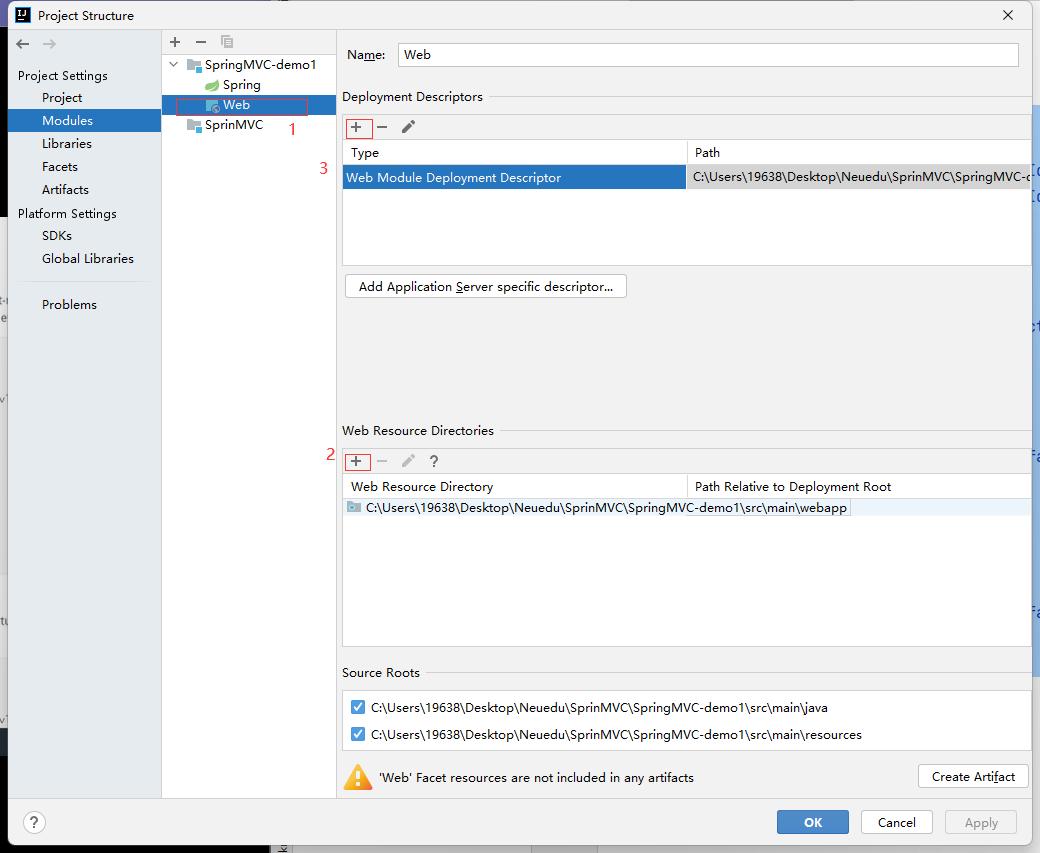 Project Structure
Project Settings
Project
Modules
Libraries
Facets
Artifacts
Platform Settings
SDKs
Global Libraries
Problems
SpringMVC-demo1
Spring
Web
SprinMVC
1
3
2
Name: Web
Deployment Descriptors
Type Path
Web Module Deployment Descriptor C:\Users\19638\Desktop\Neuedu\SprinMVC\SpringMVC-d
Add Application Server specific descriptor...
Web Resource Directories
?
Web Resource Directory Path Relative to Deployment Root
C:\Users\19638\Desktop\Neuedu\SprinMVC\SpringMVC-demo1\src\main\webapp
Source Roots
C:\Users\19638\Desktop\Neuedu\SprinMVC\SpringMVC-demo1\src\main\java
C:\Users\19638\Desktop\Neuedu\SprinMVC\SpringMVC-demo1\src\main\resources
'Web' Facet resources are not included in any artifacts
Create Artifact
?
OK Cancel Apply